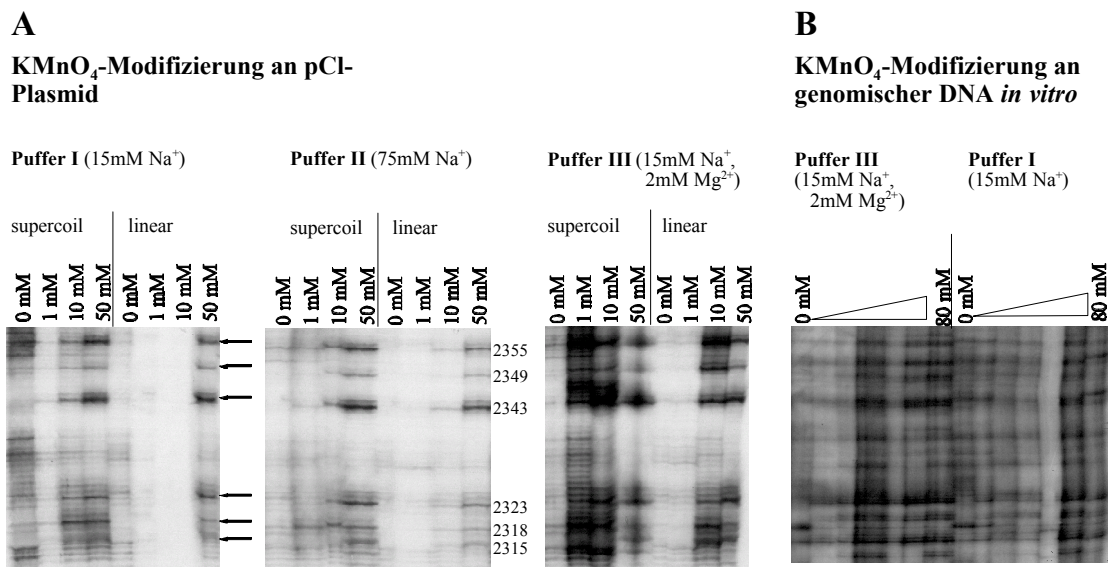 A
KMnO₄-Modifizierung an pCl-
Plasmid
Puffer I (15mM Na⁺)
supercoil
linear
0 mM
1 mM
10 mM
50 mM
0 mM
1 mM
10 mM
50 mM
Puffer II (75mM Na⁺)
supercoil
linear
0 mM
1 mM
10 mM
50 mM
0 mM
1 mM
10 mM
50 mM
2355
2349
2343
2323
2318
2315
Puffer III (15mM Na⁺,
2mM Mg²⁺)
supercoil
linear
0 mM
1 mM
10 mM
50 mM
0 mM
1 mM
10 mM
50 mM
B
KMnO₄-Modifizierung an
genomischer DNA in vitro
Puffer III
(15mM Na⁺,
2mM Mg²⁺)
0 mM
80 mM
Puffer I
(15mM Na⁺)
0 mM
80 mM